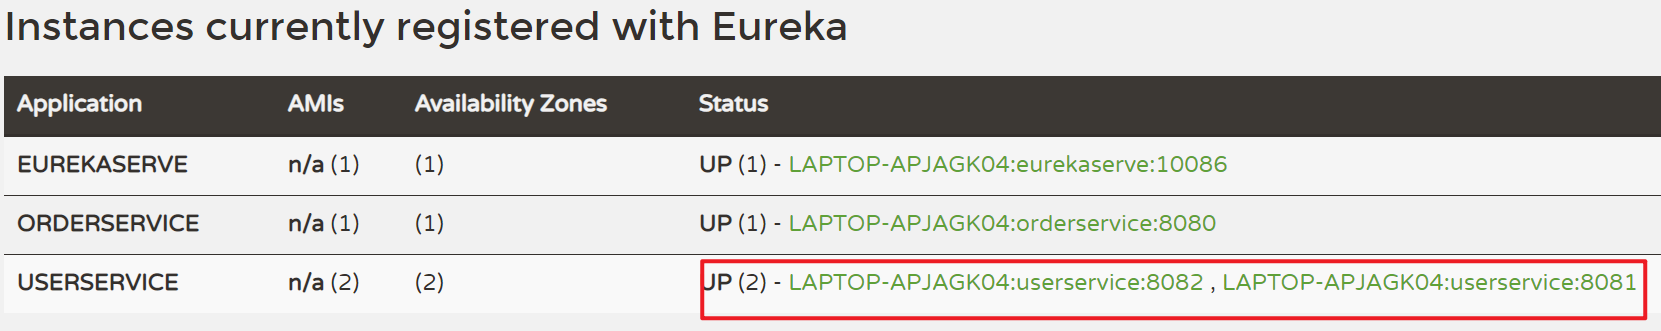 Instances currently registered with Eureka
Application AMIs Availability Zones Status
EUREKASERVE n/a (1) (1) UP (1) - LAPTOP-APJAGK04:eurekaserve:10086
ORDERSERVICE n/a (1) (1) UP (1) - LAPTOP-APJAGK04:orderservice:8080
USERSERVICE n/a (2) (2) UP (2) - LAPTOP-APJAGK04:userservice:8082 , LAPTOP-APJAGK04:userservice:8081